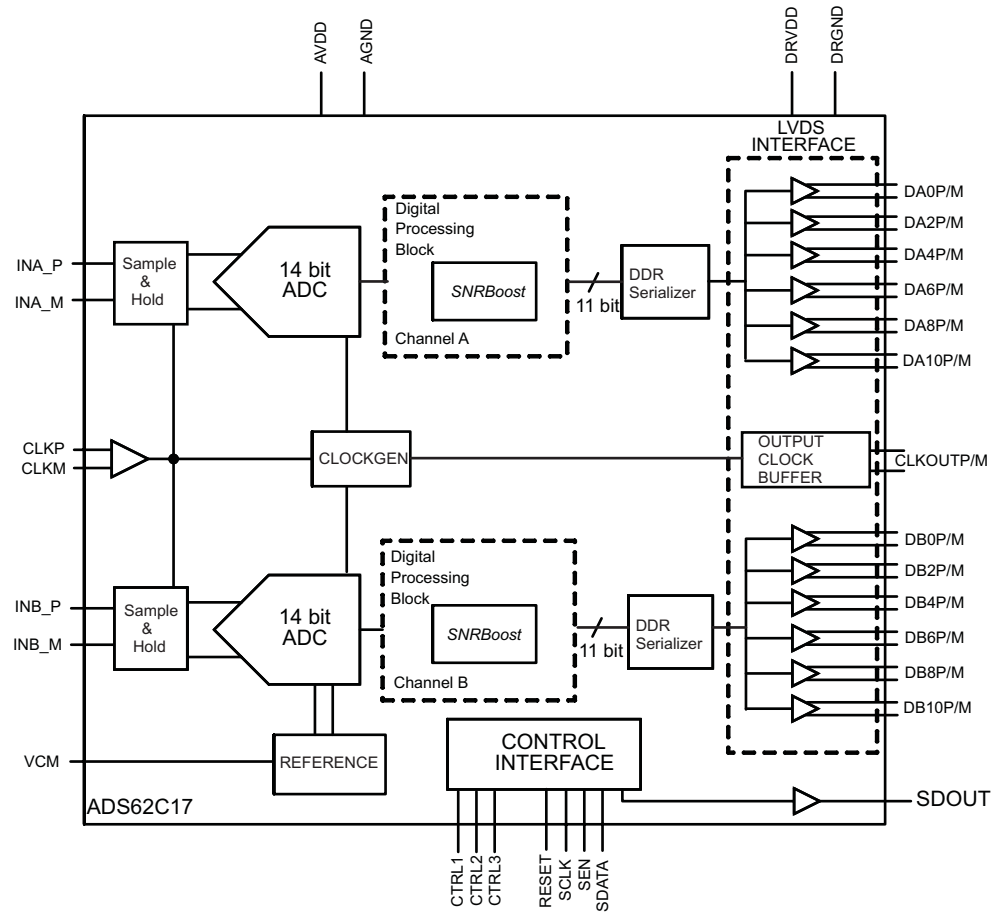 AVDD
AGND
DRVDD
DRGND
LVDS
INTERFACE
Digital
Processing
Block
SNRBoost
Channel A
14 bit
ADC
Sample
&
Hold
INA_P
INA_M
11 bit
DDR
Serializer
DA0P/M
DA2P/M
DA4P/M
DA6P/M
DA8P/M
DA10P/M
CLKP
CLKM
CLOCKGEN
OUTPUT
CLOCK
BUFFER
CLKOUTP/M
INB_P
INB_M
Sample
&
Hold
14 bit
ADC
Digital
Processing
Block
SNRBoost
Channel B
11 bit
DDR
Serializer
DB0P/M
DB2P/M
DB4P/M
DB6P/M
DB8P/M
DB10P/M
VCM
REFERENCE
CONTROL
INTERFACE
SDOUT
ADS62C17
CTRL1
CTRL2
CTRL3
RESET
SCLK
SEN
SDATA